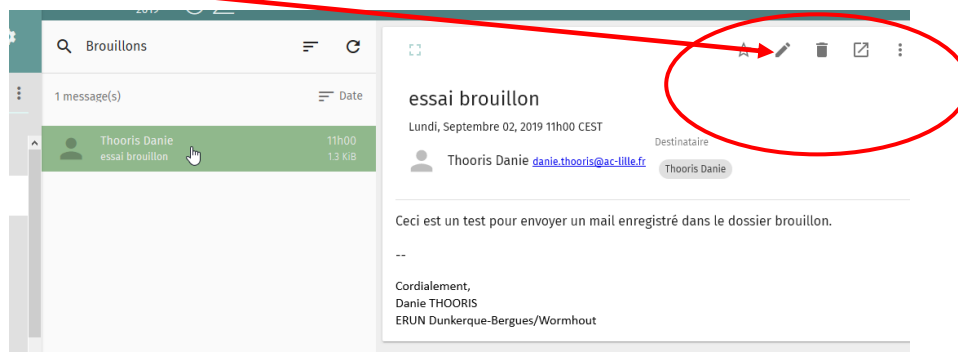 2019
Brouillons
1 message(s)
Date
Thooris Danie
11h00
essai brouillon
1.3 KiB
essai brouillon
Lundi, Septembre 02, 2019 11h00 CEST
Thooris Danie danie.thooris@ac-lille.fr
Destinataire
Thooris Danie
Ceci est un test pour envoyer un mail enregistré dans le dossier brouillon.
--
Cordialement,
Danie THOORIS
ERUN Dunkerque-Bergues/Wormhout